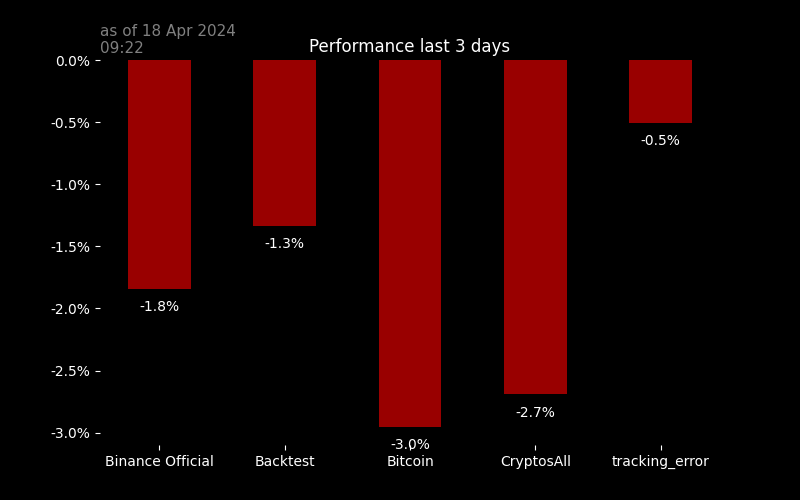 as of 18 Apr 2024
09:22
Performance last 3 days
0.0%
-0.5%
-1.0%
-1.5%
-2.0%
-2.5%
-3.0%
-1.8%
-1.3%
-3.0%
-2.7%
-0.5%
Binance Official
Backtest
Bitcoin
CryptosAll
tracking_error